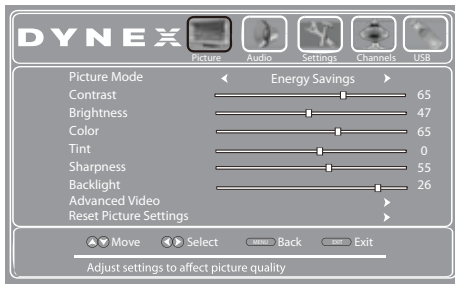 DYNEX
Picture Audio Settings Channels USB
Picture Mode Energy Savings
Contrast 65
Brightness 47
Color 65
Tint 0
Sharpness 55
Backlight 26
Advanced Video
Reset Picture Settings
Move Select MENU Back EXIT Exit
Adjust settings to affect picture quality